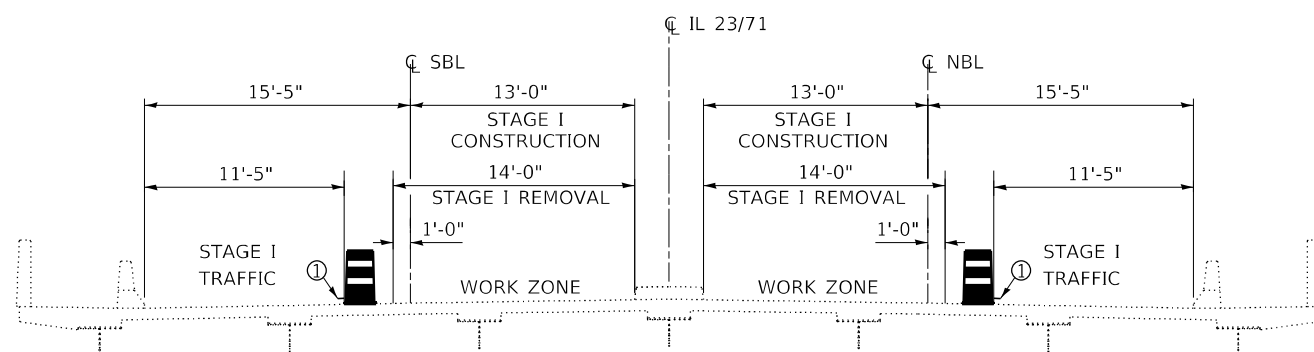 ℄ IL 23/71
℄ SBL
℄ NBL
15'-5"
13'-0"
13'-0"
15'-5"
STAGE I
CONSTRUCTION
STAGE I
CONSTRUCTION
11'-5"
14'-0"
14'-0"
11'-5"
STAGE I REMOVAL
STAGE I REMOVAL
1'-0"
1'-0"
STAGE I
TRAFFIC
①
STAGE I
TRAFFIC
①
WORK ZONE
WORK ZONE